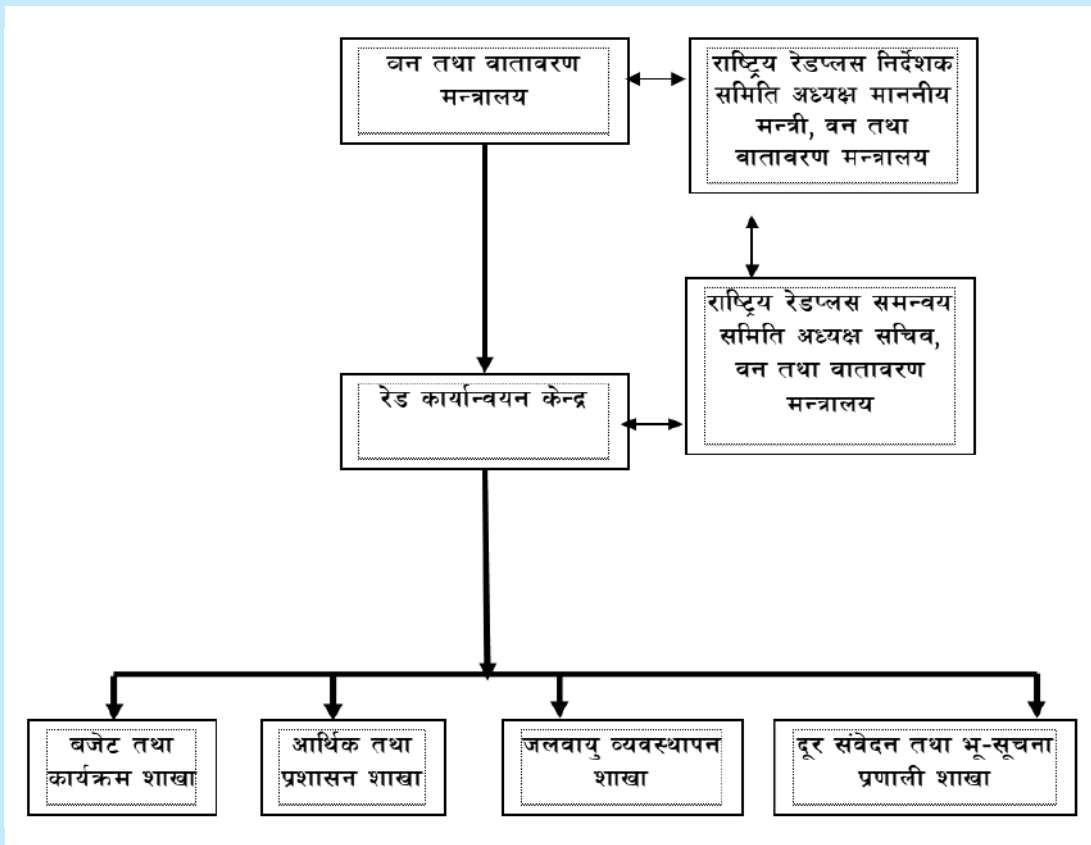 वन तथा वातावरण
मन्त्रालय
राष्ट्रिय रेडप्लस निर्देशक
समिति अध्यक्ष माननीय
मन्त्री, वन तथा
वातावरण मन्त्रालय
राष्ट्रिय रेडप्लस समन्वय
समिति अध्यक्ष सचिव,
वन तथा वातावरण
मन्त्रालय
रेड कार्यान्वयन केन्द्र
बजेट तथा
कार्यक्रम शाखा
आर्थिक तथा
प्रशासन शाखा
जलवायु व्यवस्थापन
शाखा
दूर संवेदन तथा भू-सूचना
प्रणाली शाखा